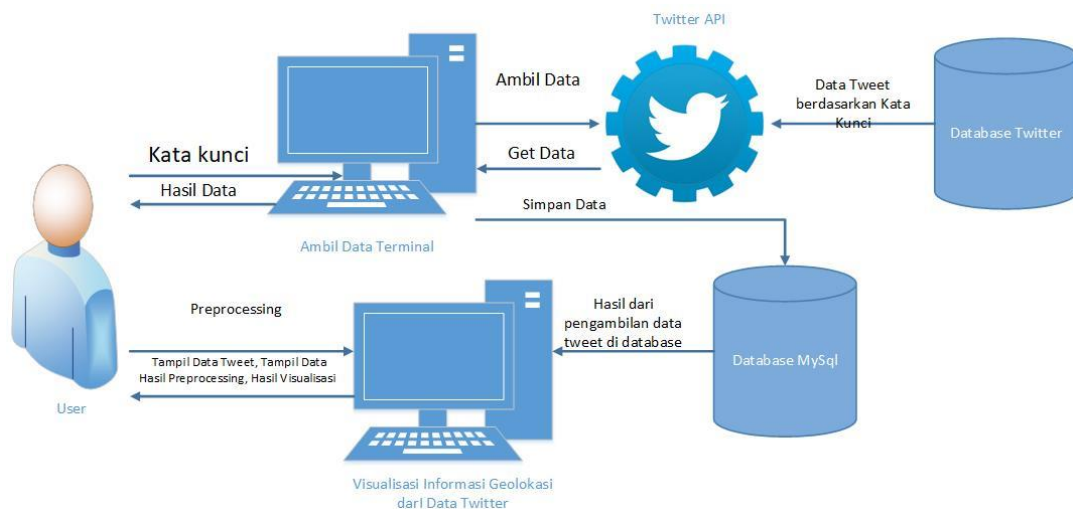 Twitter API
Ambil Data
Data Tweet
berdasarkan Kata
Kunci
Database Twitter
Kata kunci
Get Data
Hasil Data
Simpan Data
Ambil Data Terminal
Preprocessing
Hasil dari
pengambilan data
tweet di database
Database MySql
Tampil Data Tweet, Tampil Data
Hasil Preprocessing, Hasil Visualisasi
User
Visualisasi Informasi Geolokasi
dari Data Twitter